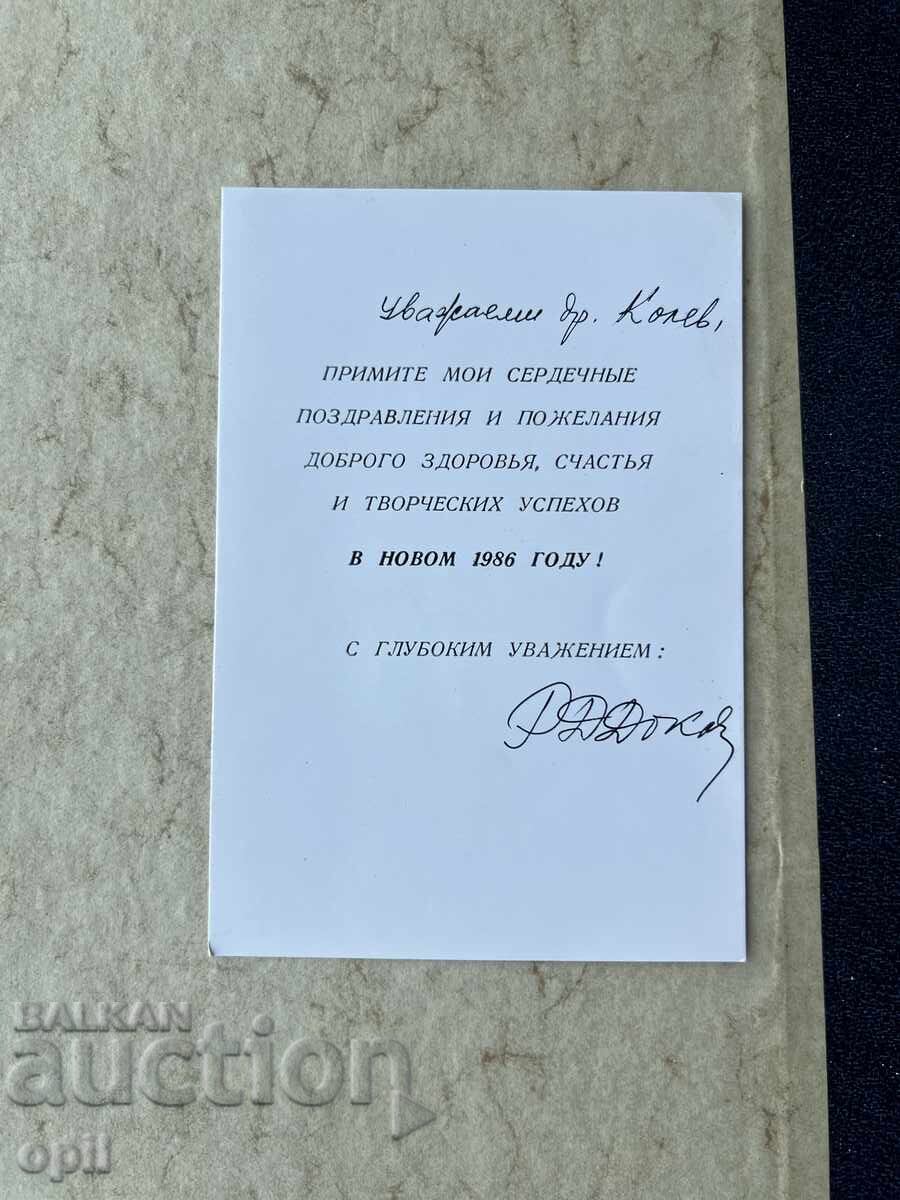 Уважаеми др. Колев,
ПРИМИТЕ МОИ СЕРДЕЧНЫЕ
ПОЗДРАВЛЕНИЯ И ПОЖЕЛАНИЯ
ДОБРОГО ЗДОРОВЬЯ, СЧАСТЬЯ
И ТВОРЧЕСКИХ УСПЕХОВ
В НОВОМ 1986 ГОДУ!
С ГЛУБОКИМ УВАЖЕНИЕМ:
BALKAN
auction
opil